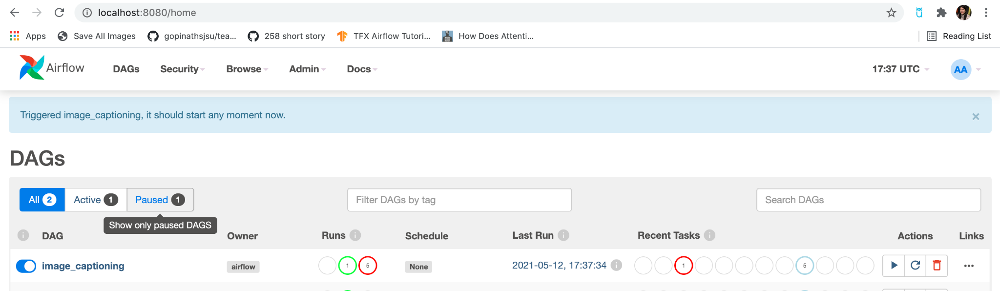 localhost:8080/home
Apps Save All Images gopinathsjsu/tea... 258 short story TFX Airflow Tutori... How Does Attenti... Reading List
Airflow DAGs Security Browse Admin Docs 17:37 UTC AA
Triggered image_captioning, it should start any moment now.
×
DAGs
All 2 Active 1 Paused 1 Filter DAGs by tag Search DAGs
Show only paused DAGS
i DAG Owner Runs i Schedule Last Run i Recent Tasks i Actions Links
image_captioning airflow 1 5 None 2021-05-12, 17:37:34 i 1 5 ...